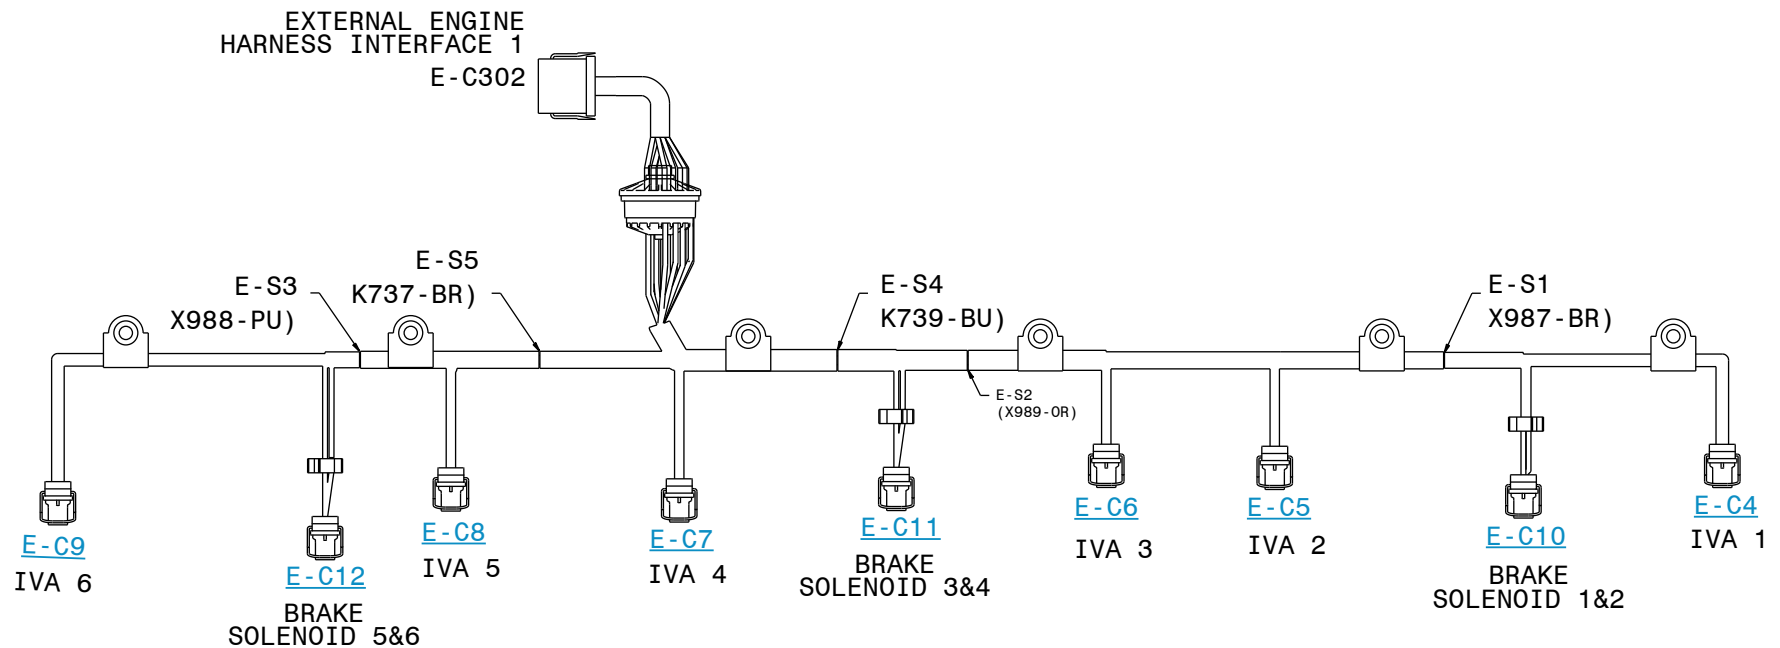 EXTERNAL ENGINE
HARNESS INTERFACE 1
E-C302
E-S5
K737-BR)
E-S3
X988-PU)
E-S4
K739-BU)
E-S1
X987-BR)
E-S2
(X989-OR)
E-C9
IVA 6
E-C12
BRAKE
SOLENOID 5&6
E-C8
IVA 5
E-C7
IVA 4
E-C11
BRAKE
SOLENOID 3&4
E-C6
IVA 3
E-C5
IVA 2
E-C10
BRAKE
SOLENOID 1&2
E-C4
IVA 1